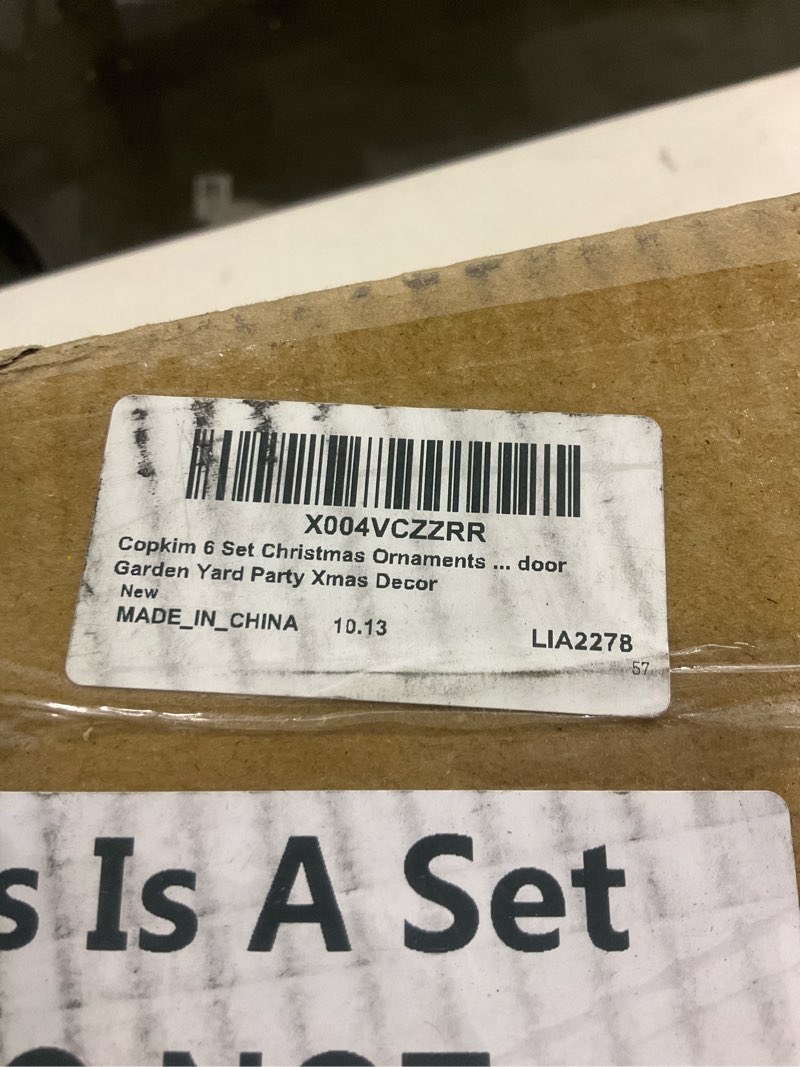 X004VCZZRR
Copkim 6 Set Christmas Ornaments ... door
Garden Yard Party Xmas Decor
New
MADE_IN_CHINA 10.13
LIA2278
57
s Is A Set
NOT